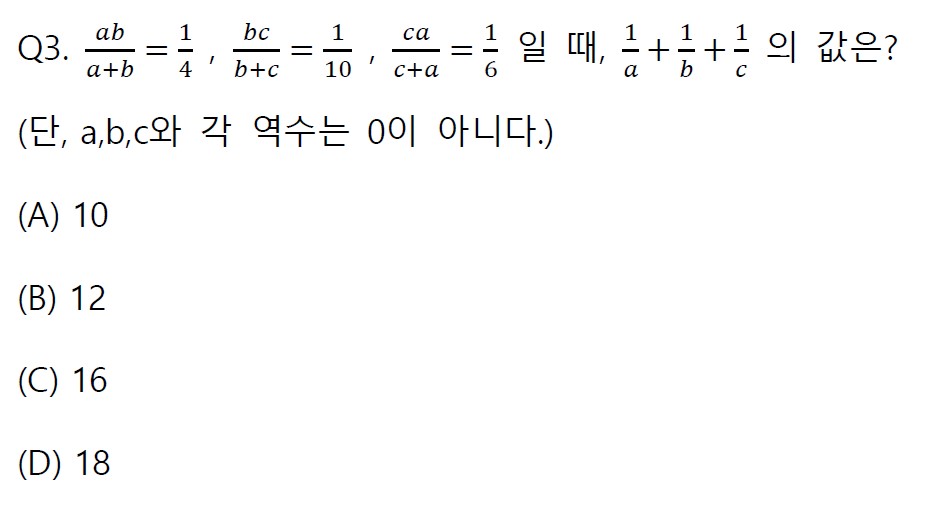 Q3. $\frac{ab}{a+b} = \frac{1}{4}$ , $\frac{bc}{b+c} = \frac{1}{10}$ , $\frac{ca}{c+a} = \frac{1}{6}$ 일 때, $\frac{1}{a} + \frac{1}{b} + \frac{1}{c}$ 의 값은?
(단, a,b,c와 각 역수는 0이 아니다.)
(A) 10
(B) 12
(C) 16
(D) 18